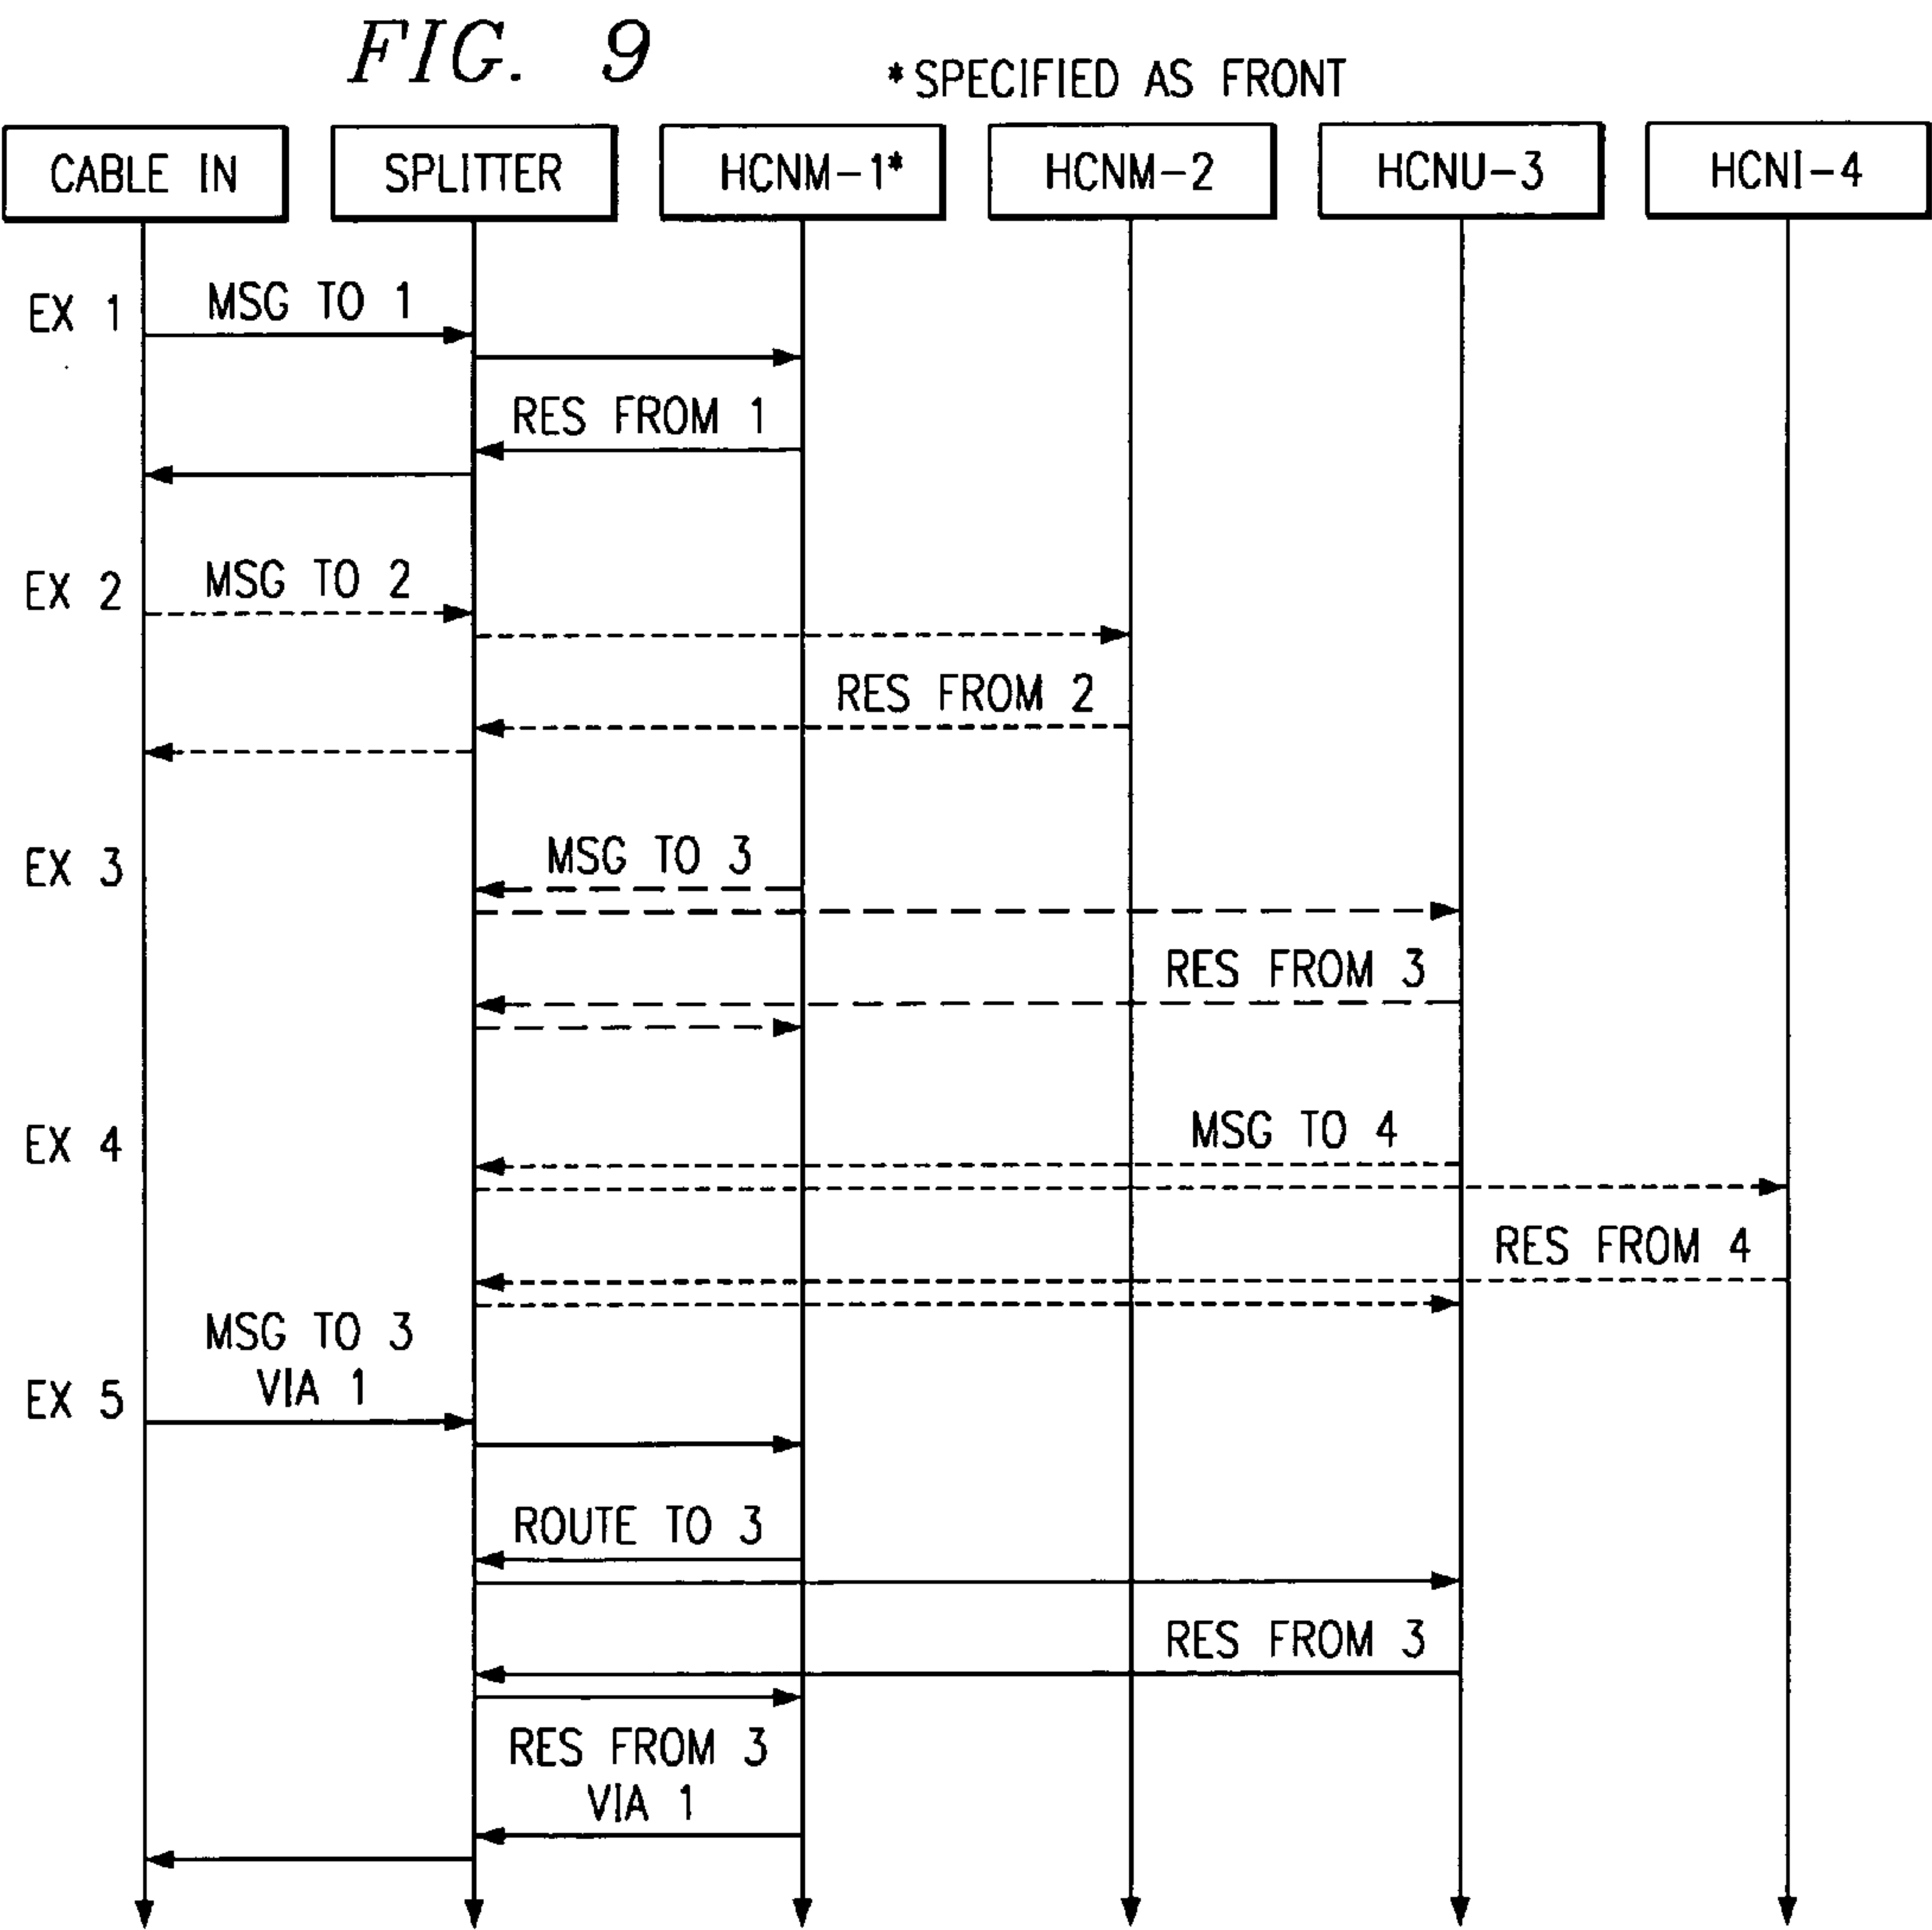 FIG. 9
*SPECIFIED AS FRONT
CABLE IN
SPLITTER
HCNM-1*
HCNM-2
HCNU-3
HCNI-4
EX 1
MSG TO 1
RES FROM 1
EX 2
MSG TO 2
RES FROM 2
EX 3
MSG TO 3
RES FROM 3
EX 4
MSG TO 4
RES FROM 4
EX 5
MSG TO 3
VIA 1
ROUTE TO 3
RES FROM 3
RES FROM 3
VIA 1